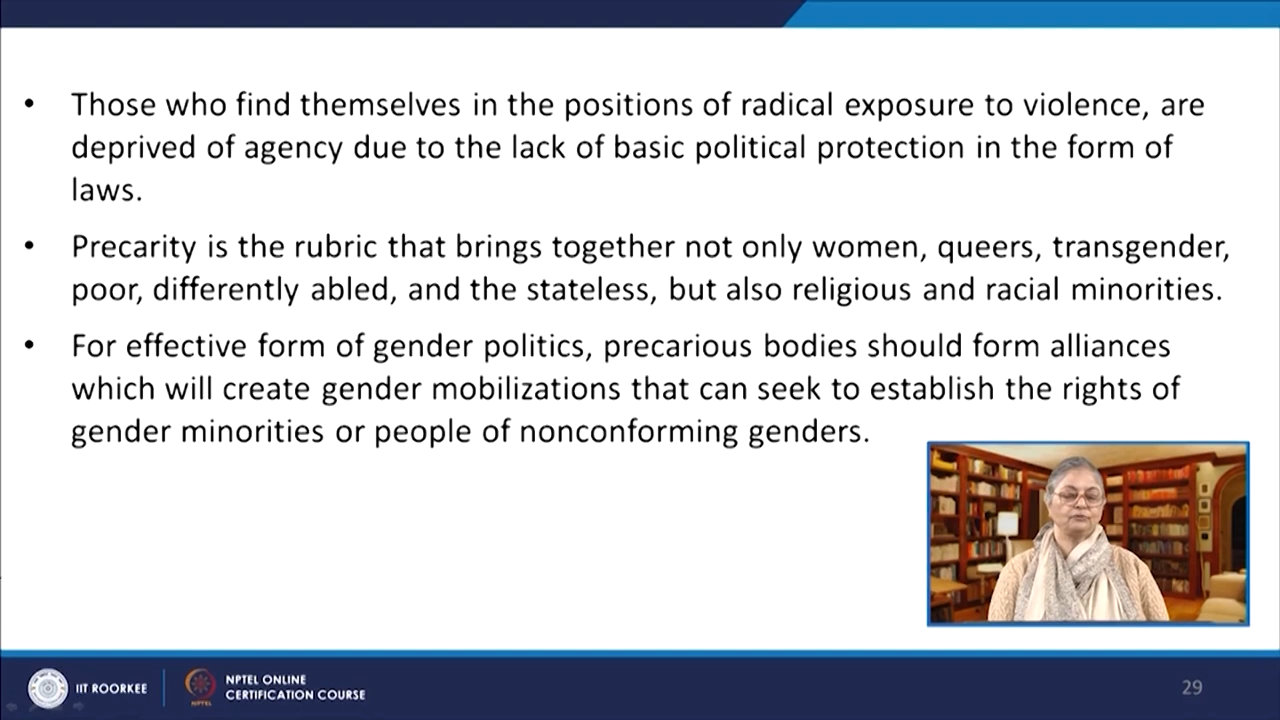 • Those who find themselves in the positions of radical exposure to violence, are
deprived of agency due to the lack of basic political protection in the form of
laws.
• Precarity is the rubric that brings together not only women, queers, transgender,
poor, differently abled, and the stateless, but also religious and racial minorities.
• For effective form of gender politics, precarious bodies should form alliances
which will create gender mobilizations that can seek to establish the rights of
gender minorities or people of nonconforming genders.
IIT ROORKEE
NPTEL
NPTEL ONLINE
CERTIFICATION COURSE
29